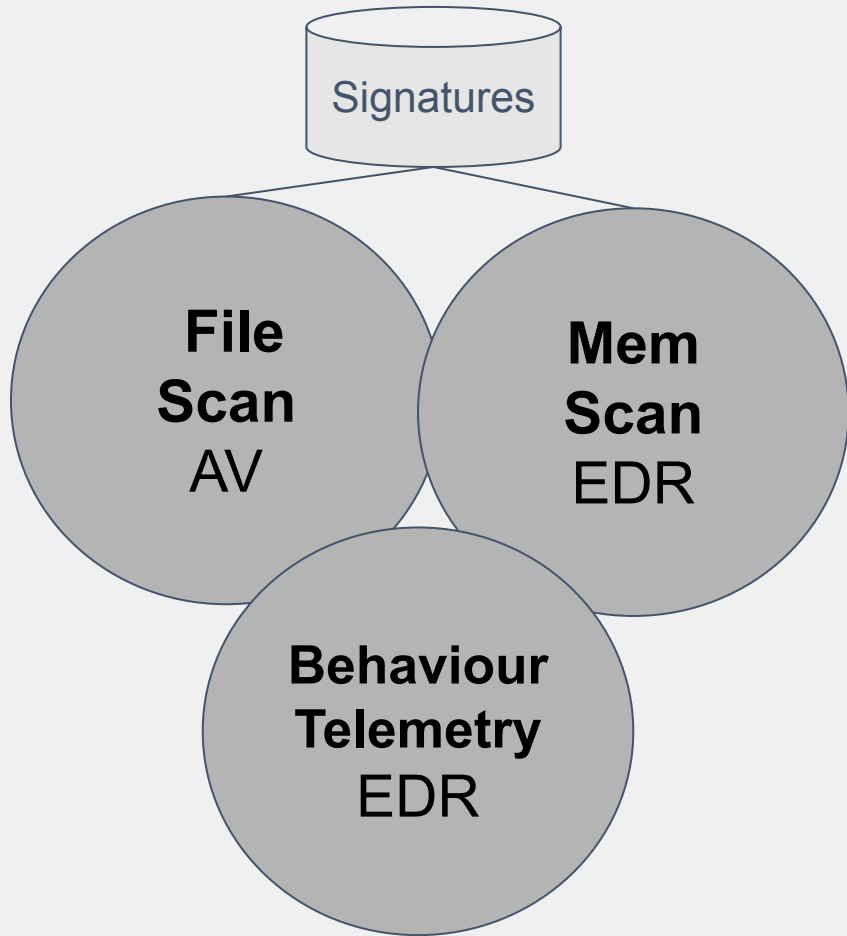 Signatures
File
Scan
AV
Mem
Scan
EDR
Behaviour
Telemetry
EDR